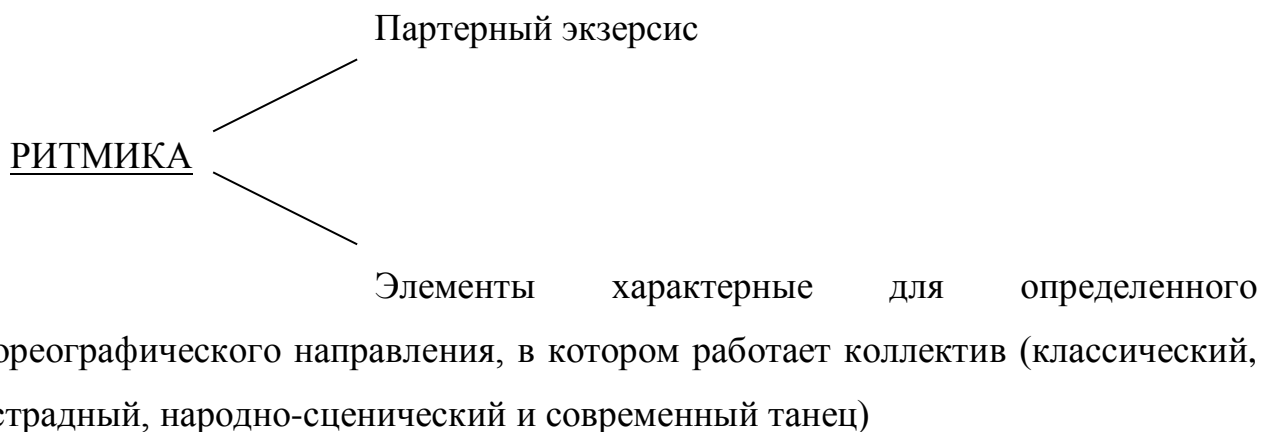 Партерный экзерсис
РИТМИКА
Элементы характерные для определенного
ореографического направления, в котором работает коллектив (классический,
страдный, народно-сценический и современный танец)